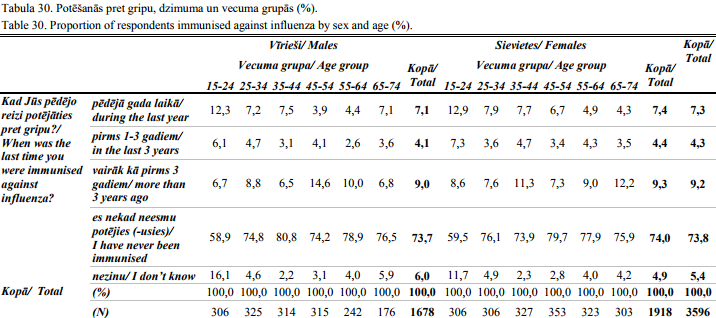 Tabula 30. Potēšanās pret gripu, dzimuma un vecuma grupās (%).
Table 30. Proportion of respondents immunised against influenza by sex and age (%).
Vīrieši/ Males Sievietes/ Females Kopā/ Total
Vecuma grupa/ Age group Kopā/ Total Vecuma grupa/ Age group Kopā/ Total
15-24 25-34 35-44 45-54 55-64 65-74 15-24 25-34 35-44 45-54 55-64 65-74
Kad Jūs pēdējo reizi potējāties pret gripu?/ When was the last time you were immunised against influenza?
pēdējā gada laikā/ during the last year 12,3 7,2 7,5 3,9 4,4 7,1 7,1 12,9 7,9 7,7 6,7 4,9 4,3 7,4 7,3
pirms 1-3 gadiem/ in the last 3 years 6,1 4,7 3,1 4,1 2,6 3,6 4,1 7,3 3,6 4,7 3,4 4,3 3,5 4,4 4,3
vairāk kā pirms 3 gadiem/ more than 3 years ago 6,7 8,8 6,5 14,6 10,0 6,8 9,0 8,6 7,6 11,3 7,3 9,0 12,2 9,3 9,2
es nekad neesmu potējies (-usies)/ I have never been immunised 58,9 74,8 80,8 74,2 78,9 76,5 73,7 59,5 76,1 73,9 79,7 77,9 75,9 74,0 73,8
nezinu/ I don't know 16,1 4,6 2,2 3,1 4,0 5,9 6,0 11,7 4,9 2,3 2,8 4,0 4,2 4,9 5,4
Kopā/ Total (%) 100,0 100,0 100,0 100,0 100,0 100,0 100,0 100,0 100,0 100,0 100,0 100,0 100,0 100,0 100,0
(N) 306 325 314 315 242 176 1678 306 306 327 353 323 303 1918 3596